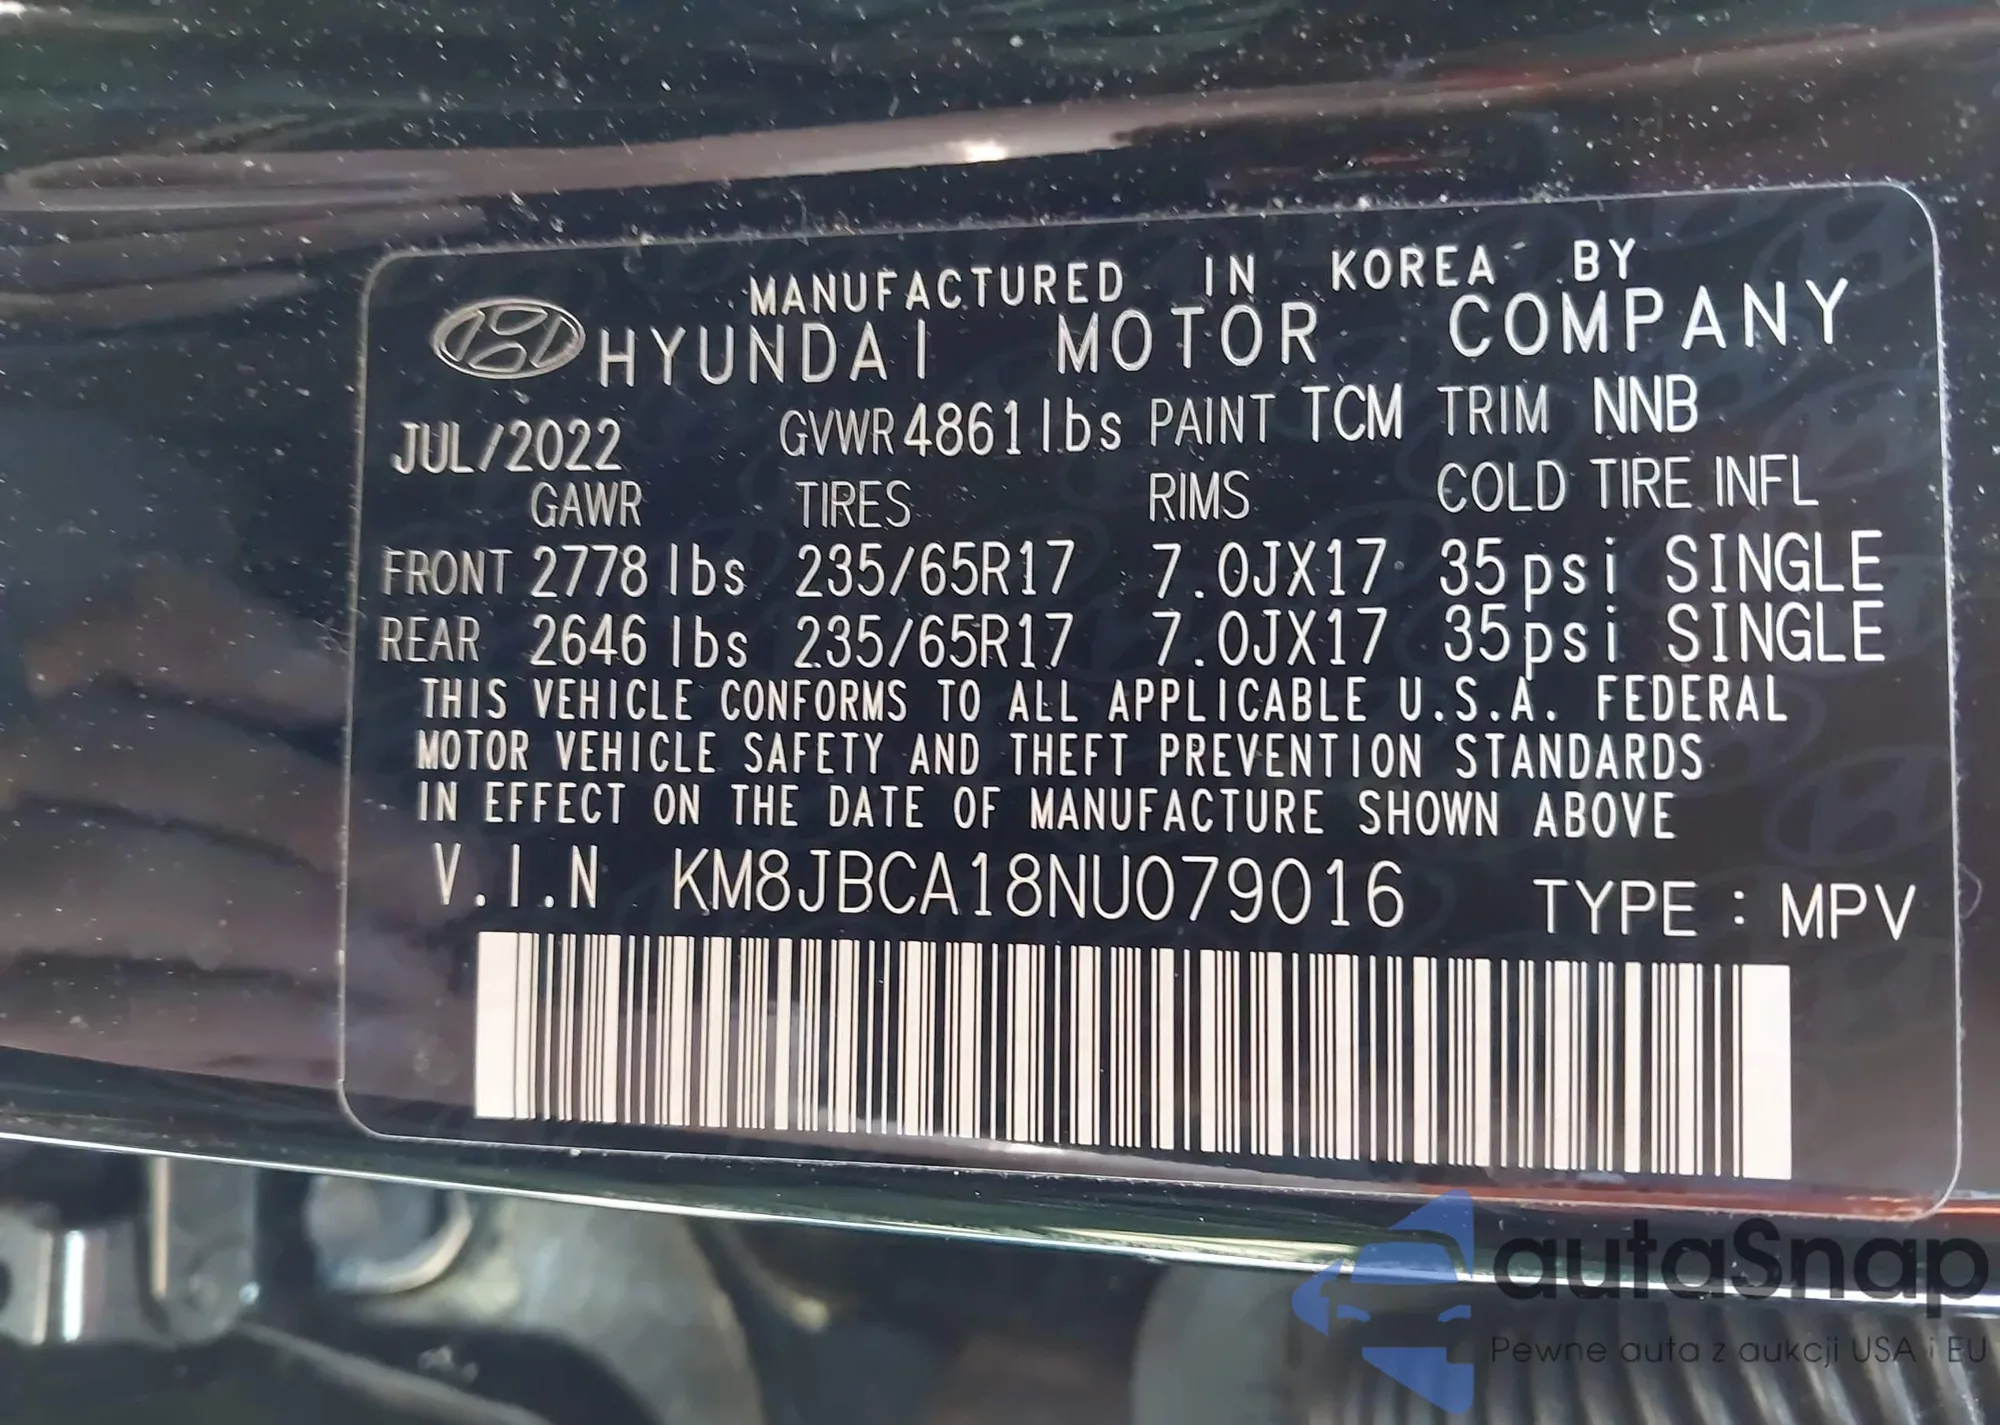 MANUFACTURED IN KOREA BY
HYUNDAI MOTOR COMPANY
JUL/2022 GVWR 4861 lbs PAINT TCM TRIM NNB
GAWR TIRES RIMS COLD TIRE INFL
FRONT 2778 lbs 235/65R17 7.0JX17 35psi SINGLE
REAR 2646 lbs 235/65R17 7.0JX17 35psi SINGLE
THIS VEHICLE CONFORMS TO ALL APPLICABLE U.S.A. FEDERAL
MOTOR VEHICLE SAFETY AND THEFT PREVENTION STANDARDS
IN EFFECT ON THE DATE OF MANUFACTURE SHOWN ABOVE
V.I.N KM8JBCA18NU079016 TYPE : MPV
autaSnap
Pewne auta z aukcji USA i EU